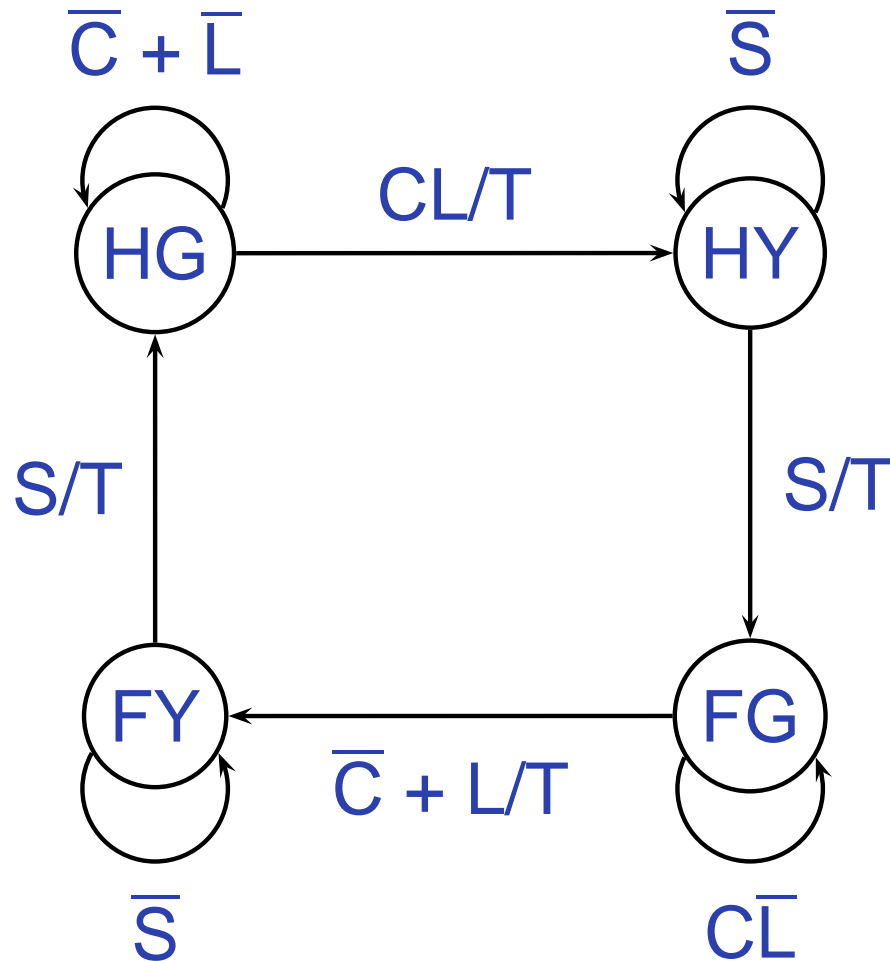 C̅ + L̅
S̅
CL/T
HG
HY
S/T
S/T
FY
FG
C̅ + L/T
S̅
CL̅